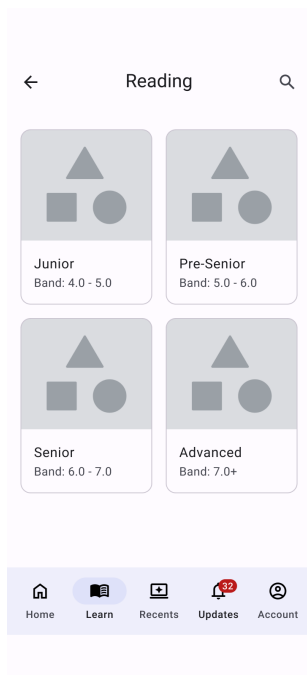 Reading
Junior
Band: 4.0 - 5.0
Pre-Senior
Band: 5.0 - 6.0
Senior
Band: 6.0 - 7.0
Advanced
Band: 7.0+
32
Home Learn Recents Updates Account